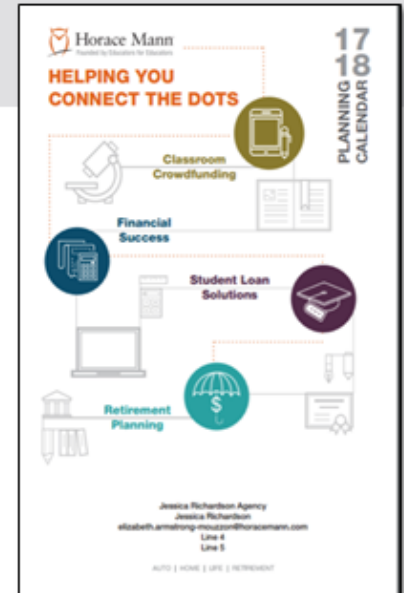 Horace Mann
Founded by Educators for Educators
HELPING YOU
CONNECT THE DOTS
17
18
PLANNING
CALENDAR
Classroom
Crowdfunding
Financial
Success
Student Loan
Solutions
$
Retirement
Planning
Jessica Richardson Agency
Jessica Richardson
elizabeth.armstrong-mouzzon@horacemann.com
Line 4
Line 5
AUTO | HOME | LIFE | RETIREMENT